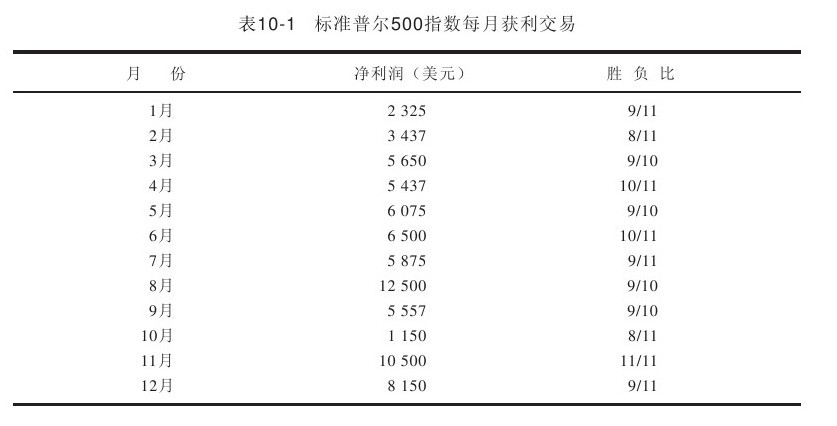 表10-1 标准普尔500指数每月获利交易
月 份 净利润（美元） 胜 负 比
1月 2 325 9/11
2月 3 437 8/11
3月 5 650 9/10
4月 5 437 10/11
5月 6 075 9/10
6月 6 500 10/11
7月 5 875 9/11
8月 12 500 9/10
9月 5 557 9/10
10月 1 150 8/11
11月 10 500 11/11
12月 8 150 9/11